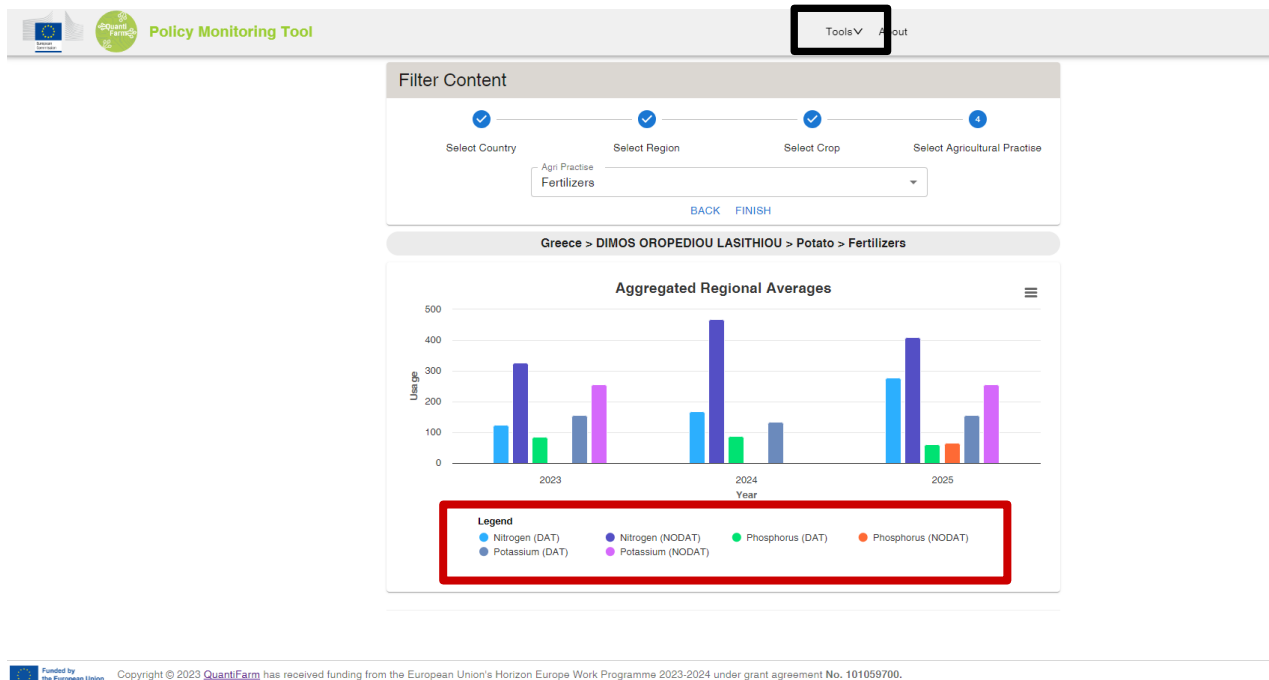 Quanti
Farm
European
Commission
Policy Monitoring Tool
Tools
About
Filter Content
4
Select Country
Select Region
Select Crop
Select Agricultural Practise
Agri Practise
Fertilizers
BACK FINISH
Greece > DIMOS OROPEDIOU LASITHIOU > Potato > Fertilizers
Aggregated Regional Averages
500
400
300
200
100
0
Usage
2023
2024
2025
Year
Legend
Nitrogen (DAT)
Nitrogen (NODAT)
Phosphorus (DAT)
Phosphorus (NODAT)
Potassium (DAT)
Potassium (NODAT)
Funded by
the European Union
Copyright © 2023 QuantiFarm has received funding from the European Union's Horizon Europe Work Programme 2023-2024 under grant agreement No. 101059700.